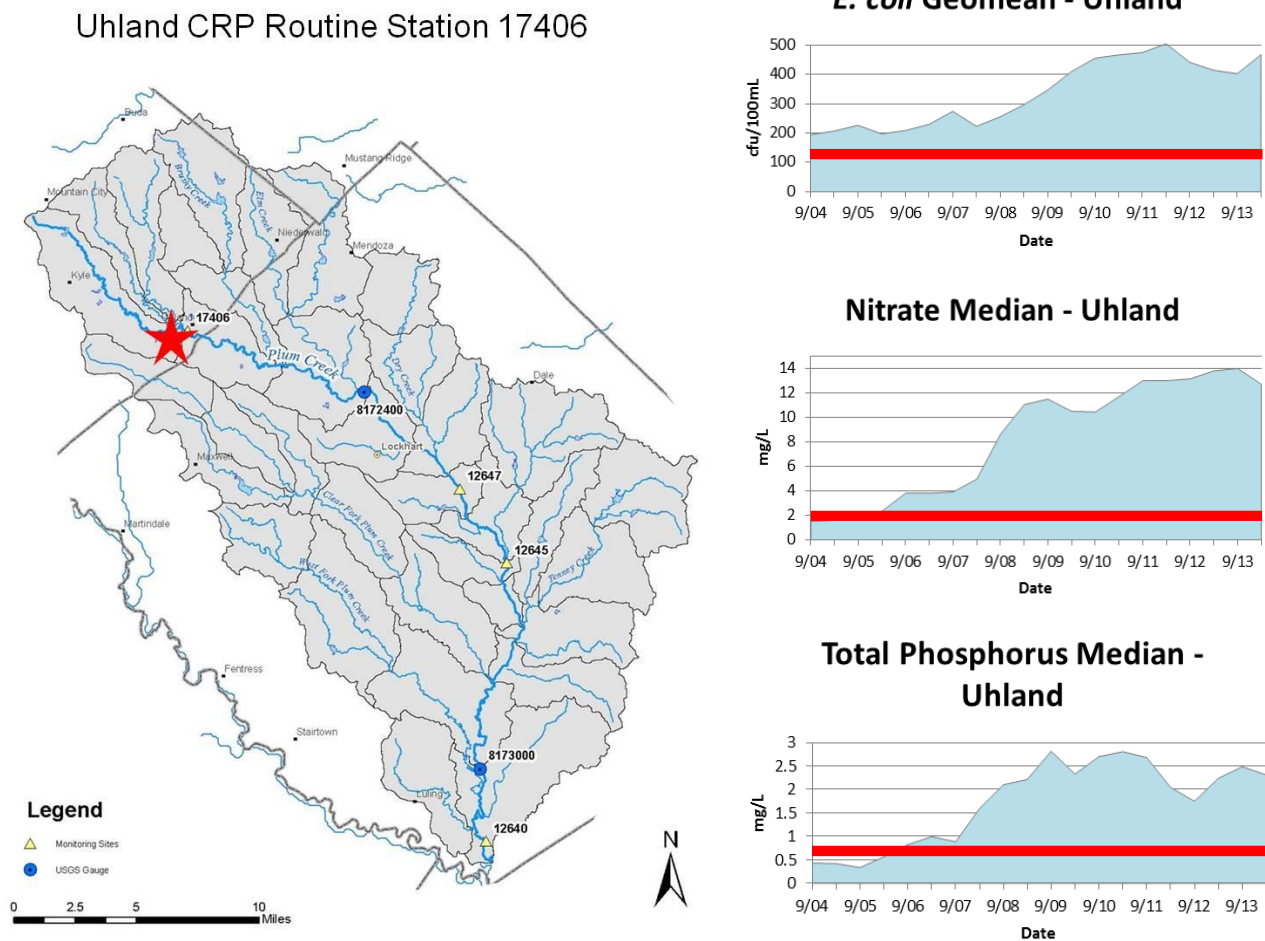 Uhland CRP Routine Station 17406
Buda
Mustang Ridge
Mountain City
Brushy Creek
Elm Creek
Niederwald
Mendoza
Kyle
17406
Plum Creek
Dry Creek
Dale
8172400
Lockhart
Maxwell
12647
Clear Fork Plum Creek
Martindale
12645
Tenney Creek
West Fork Plum Creek
Fentress
Stairtown
8173000
Luling
12640
Legend
Monitoring Sites
USGS Gauge
0 2.5 5 10
Miles
N
E. coli Geomean - Uhland
cfu/100mL
500
400
300
200
100
0
9/04 9/05 9/06 9/07 9/08 9/09 9/10 9/11 9/12 9/13
Date
Nitrate Median - Uhland
mg/L
14
12
10
8
6
4
2
0
9/04 9/05 9/06 9/07 9/08 9/09 9/10 9/11 9/12 9/13
Date
Total Phosphorus Median -
Uhland
mg/L
3
2.5
2
1.5
1
0.5
0
9/04 9/05 9/06 9/07 9/08 9/09 9/10 9/11 9/12 9/13
Date